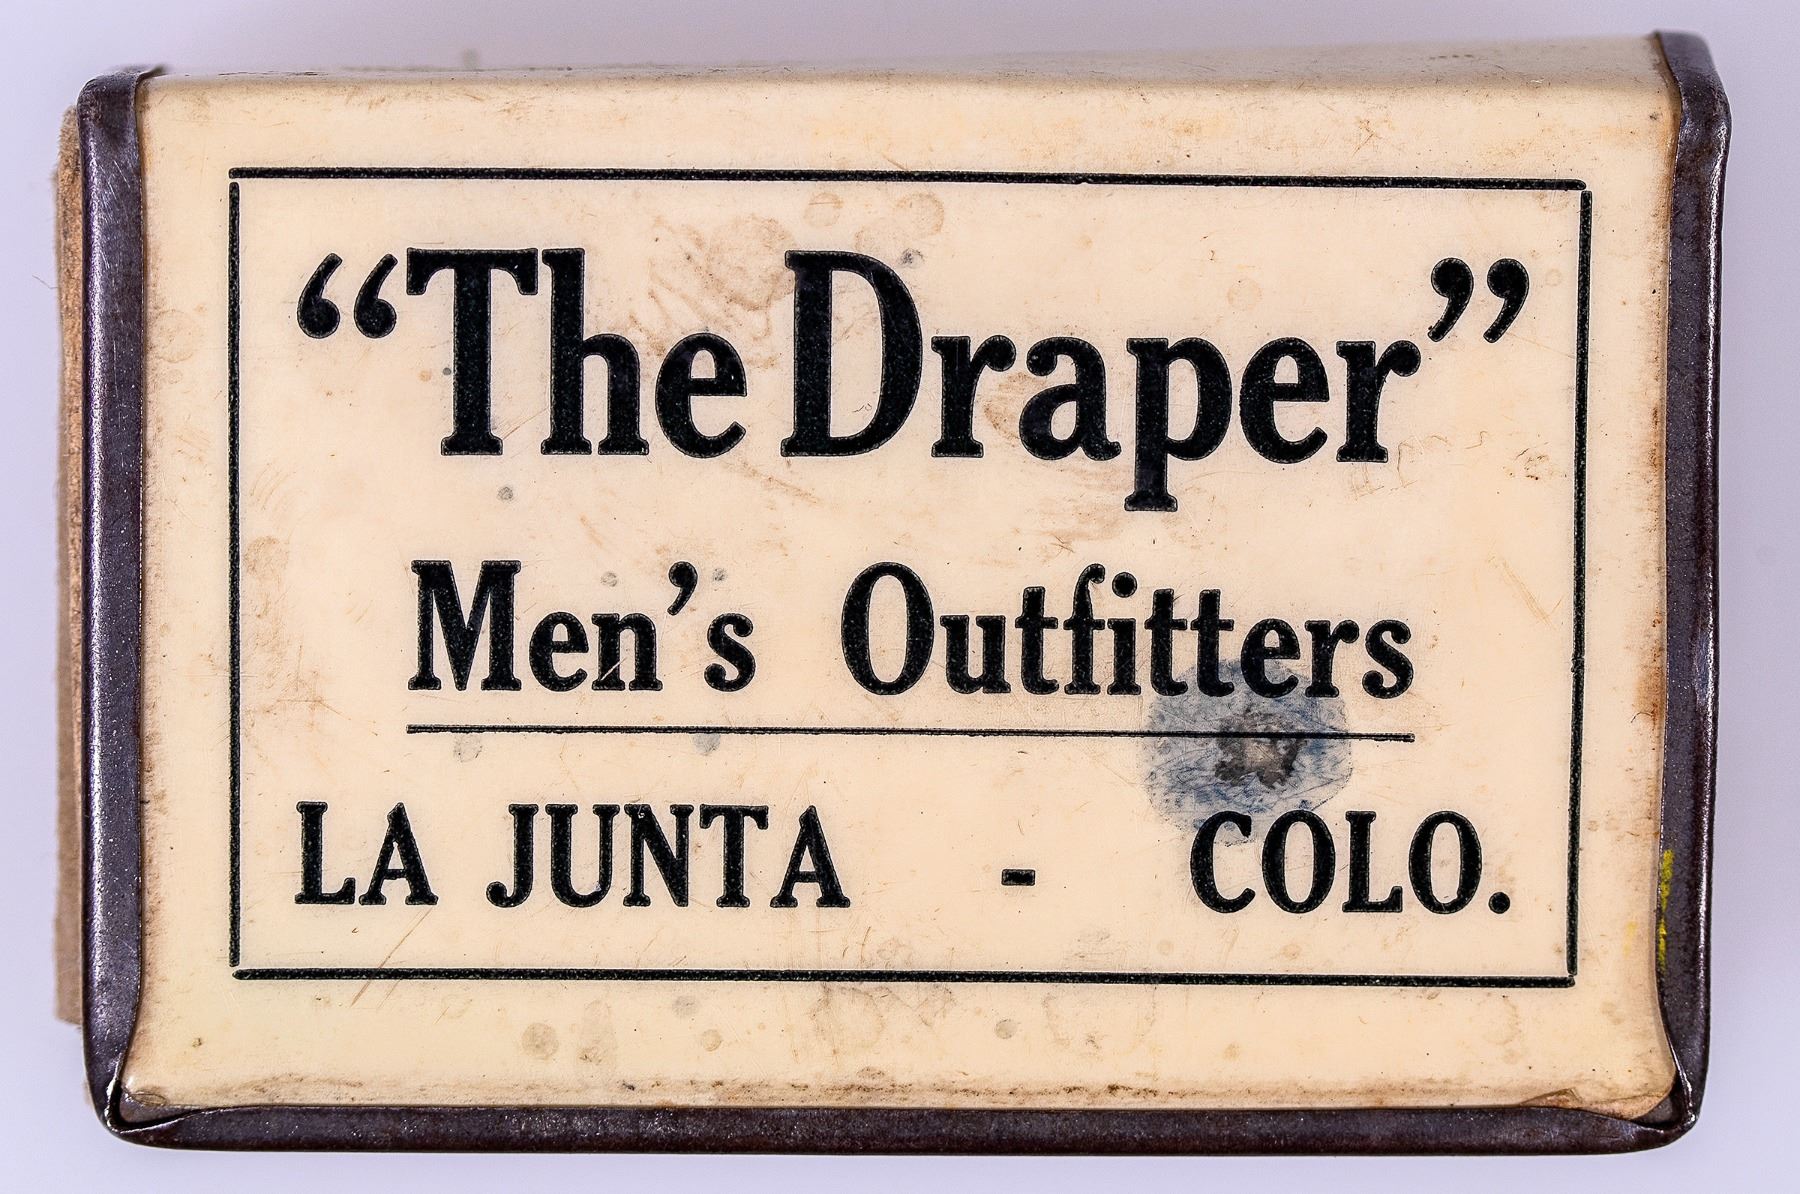 “The Draper”
Men’s Outfitters
LA JUNTA - COLO.